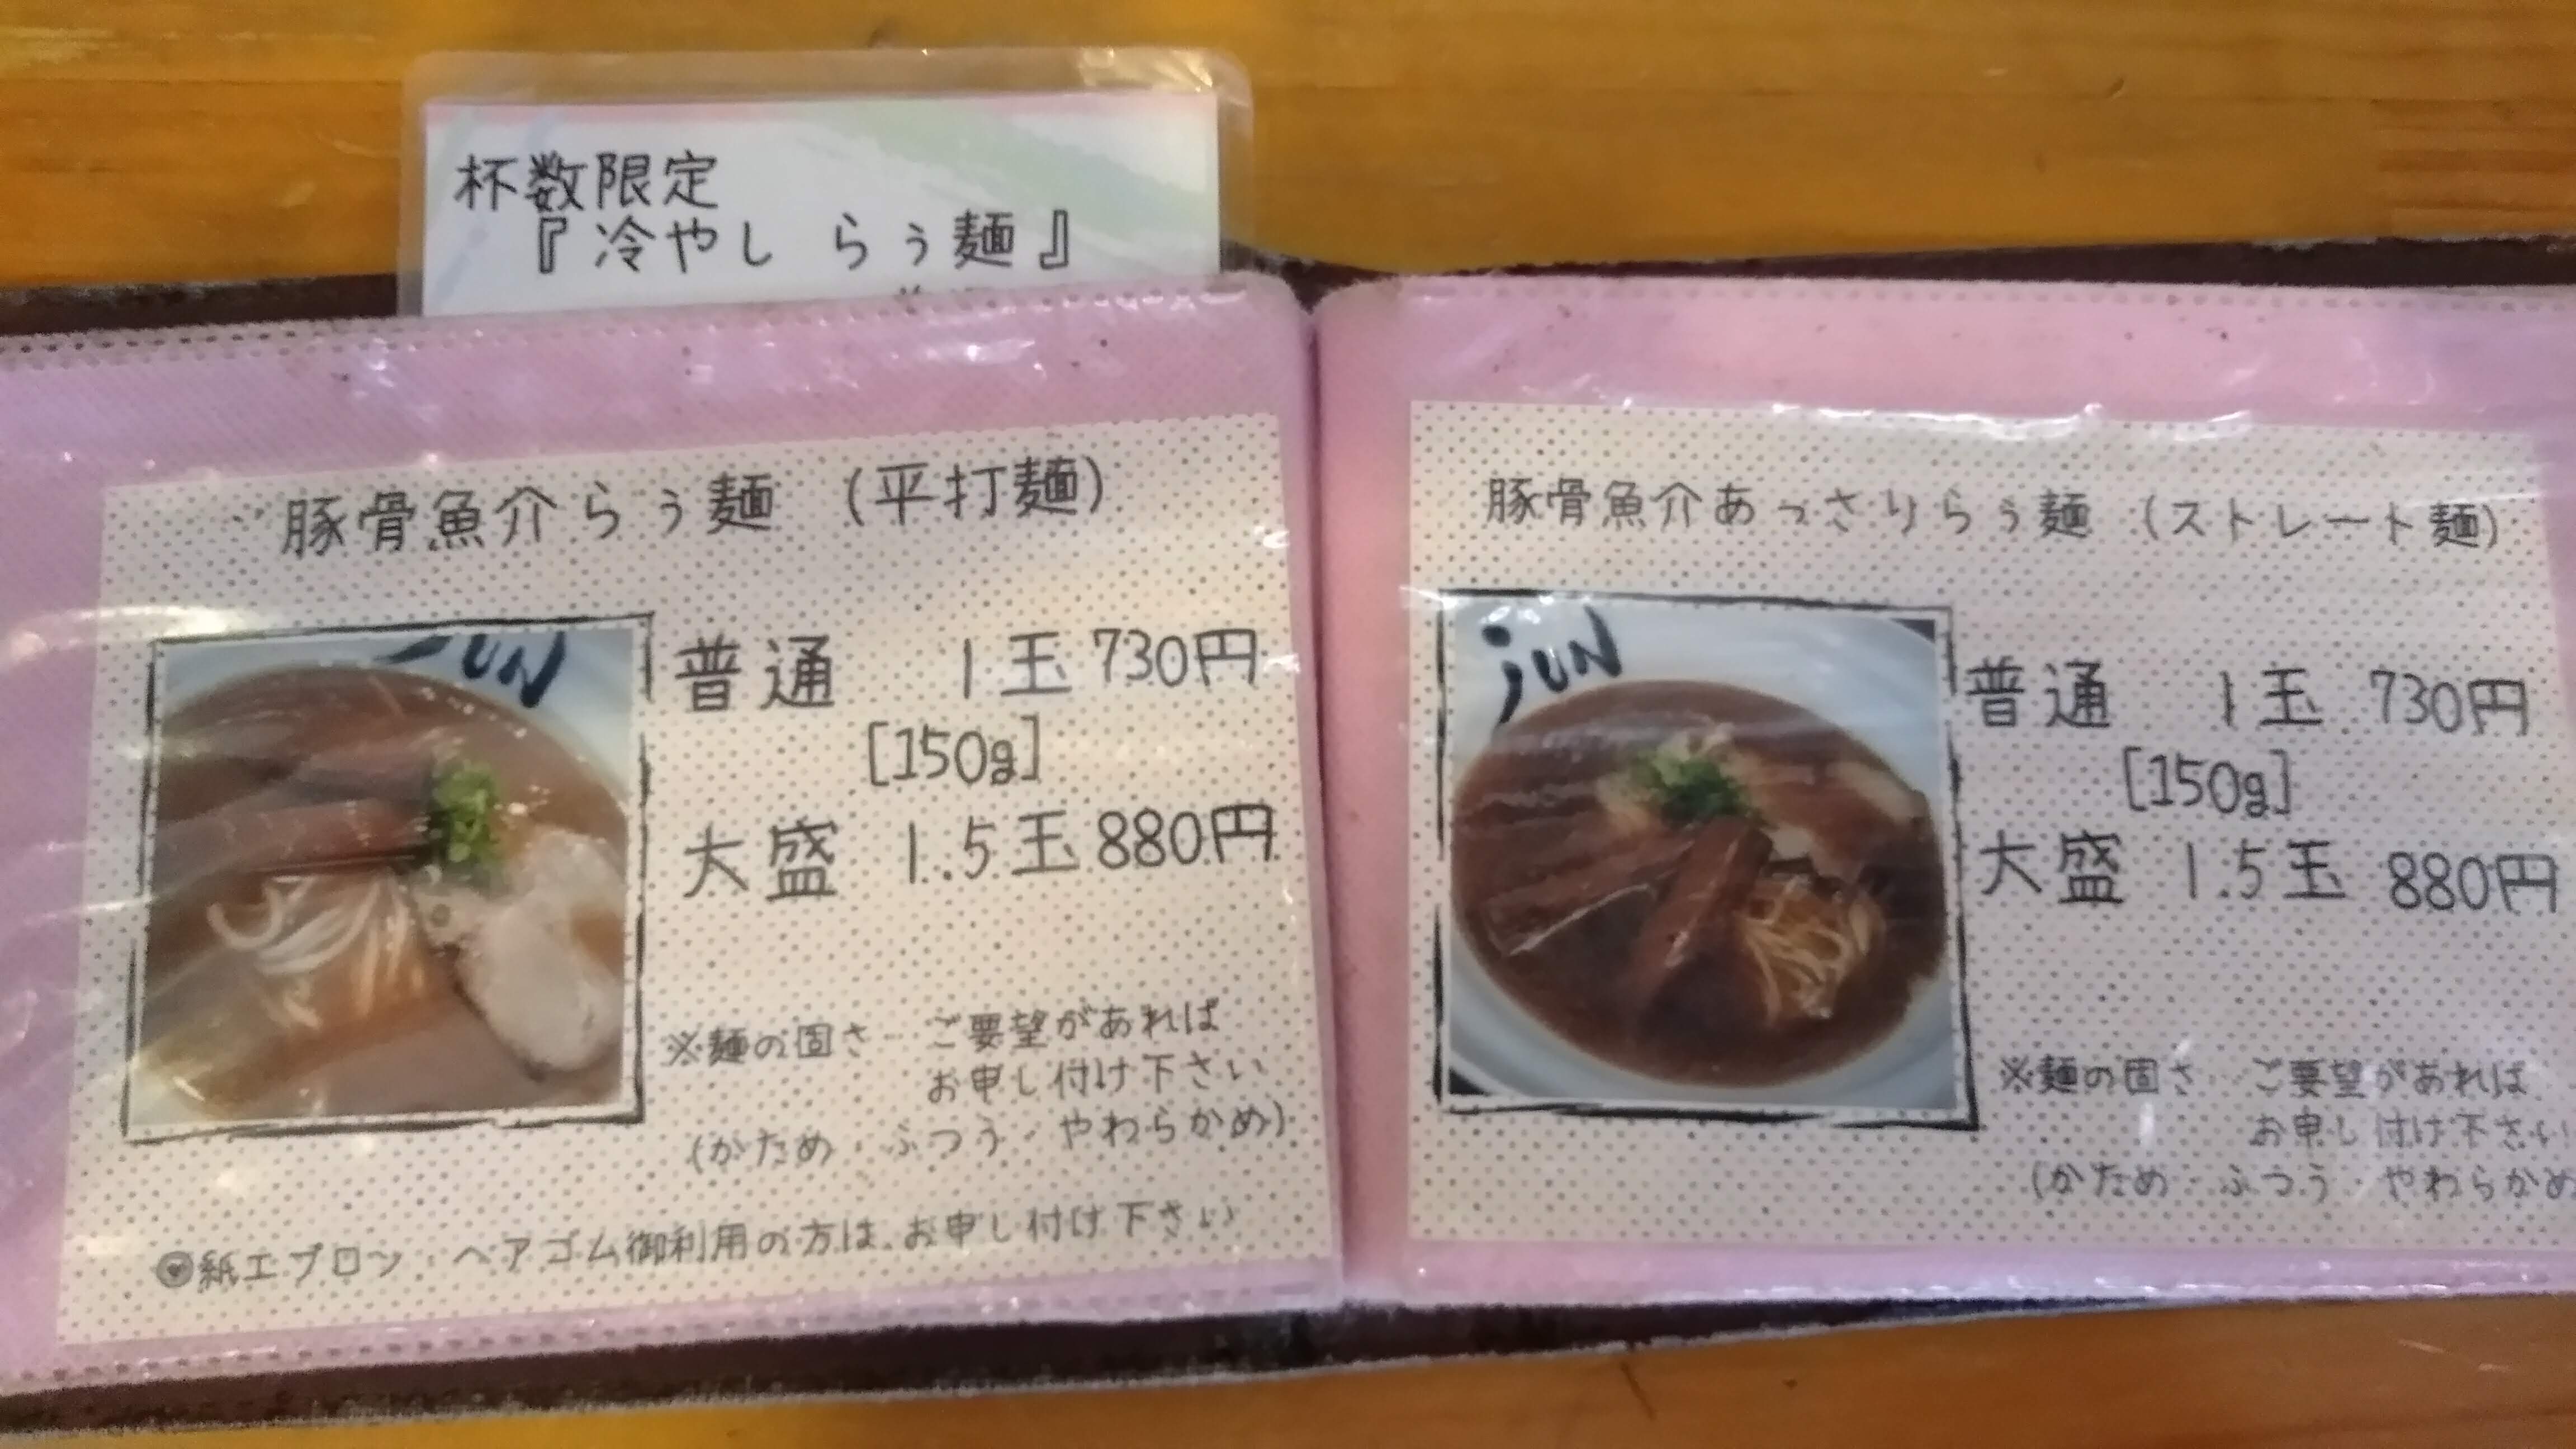 杯数限定
『冷やし らぅ麺』
豚骨魚介らぅ麺 (平打麺)
jUN
普通 1玉 730円
[150g]
大盛 1.5玉 880円
※麺の固さ… ご要望があれば
お申し付け下さい
(かため・ふつう・やわらかめ)
紙エプロン・ヘアゴム御利用の方は、お申し付け下さい
豚骨魚介あっさりらぅ麺 (ストレート麺)
jUN
普通 1玉 730円
[150g]
大盛 1.5玉 880円
※麺の固さ… ご要望があれば
お申し付け下さい
(かため・ふつう・やわらかめ